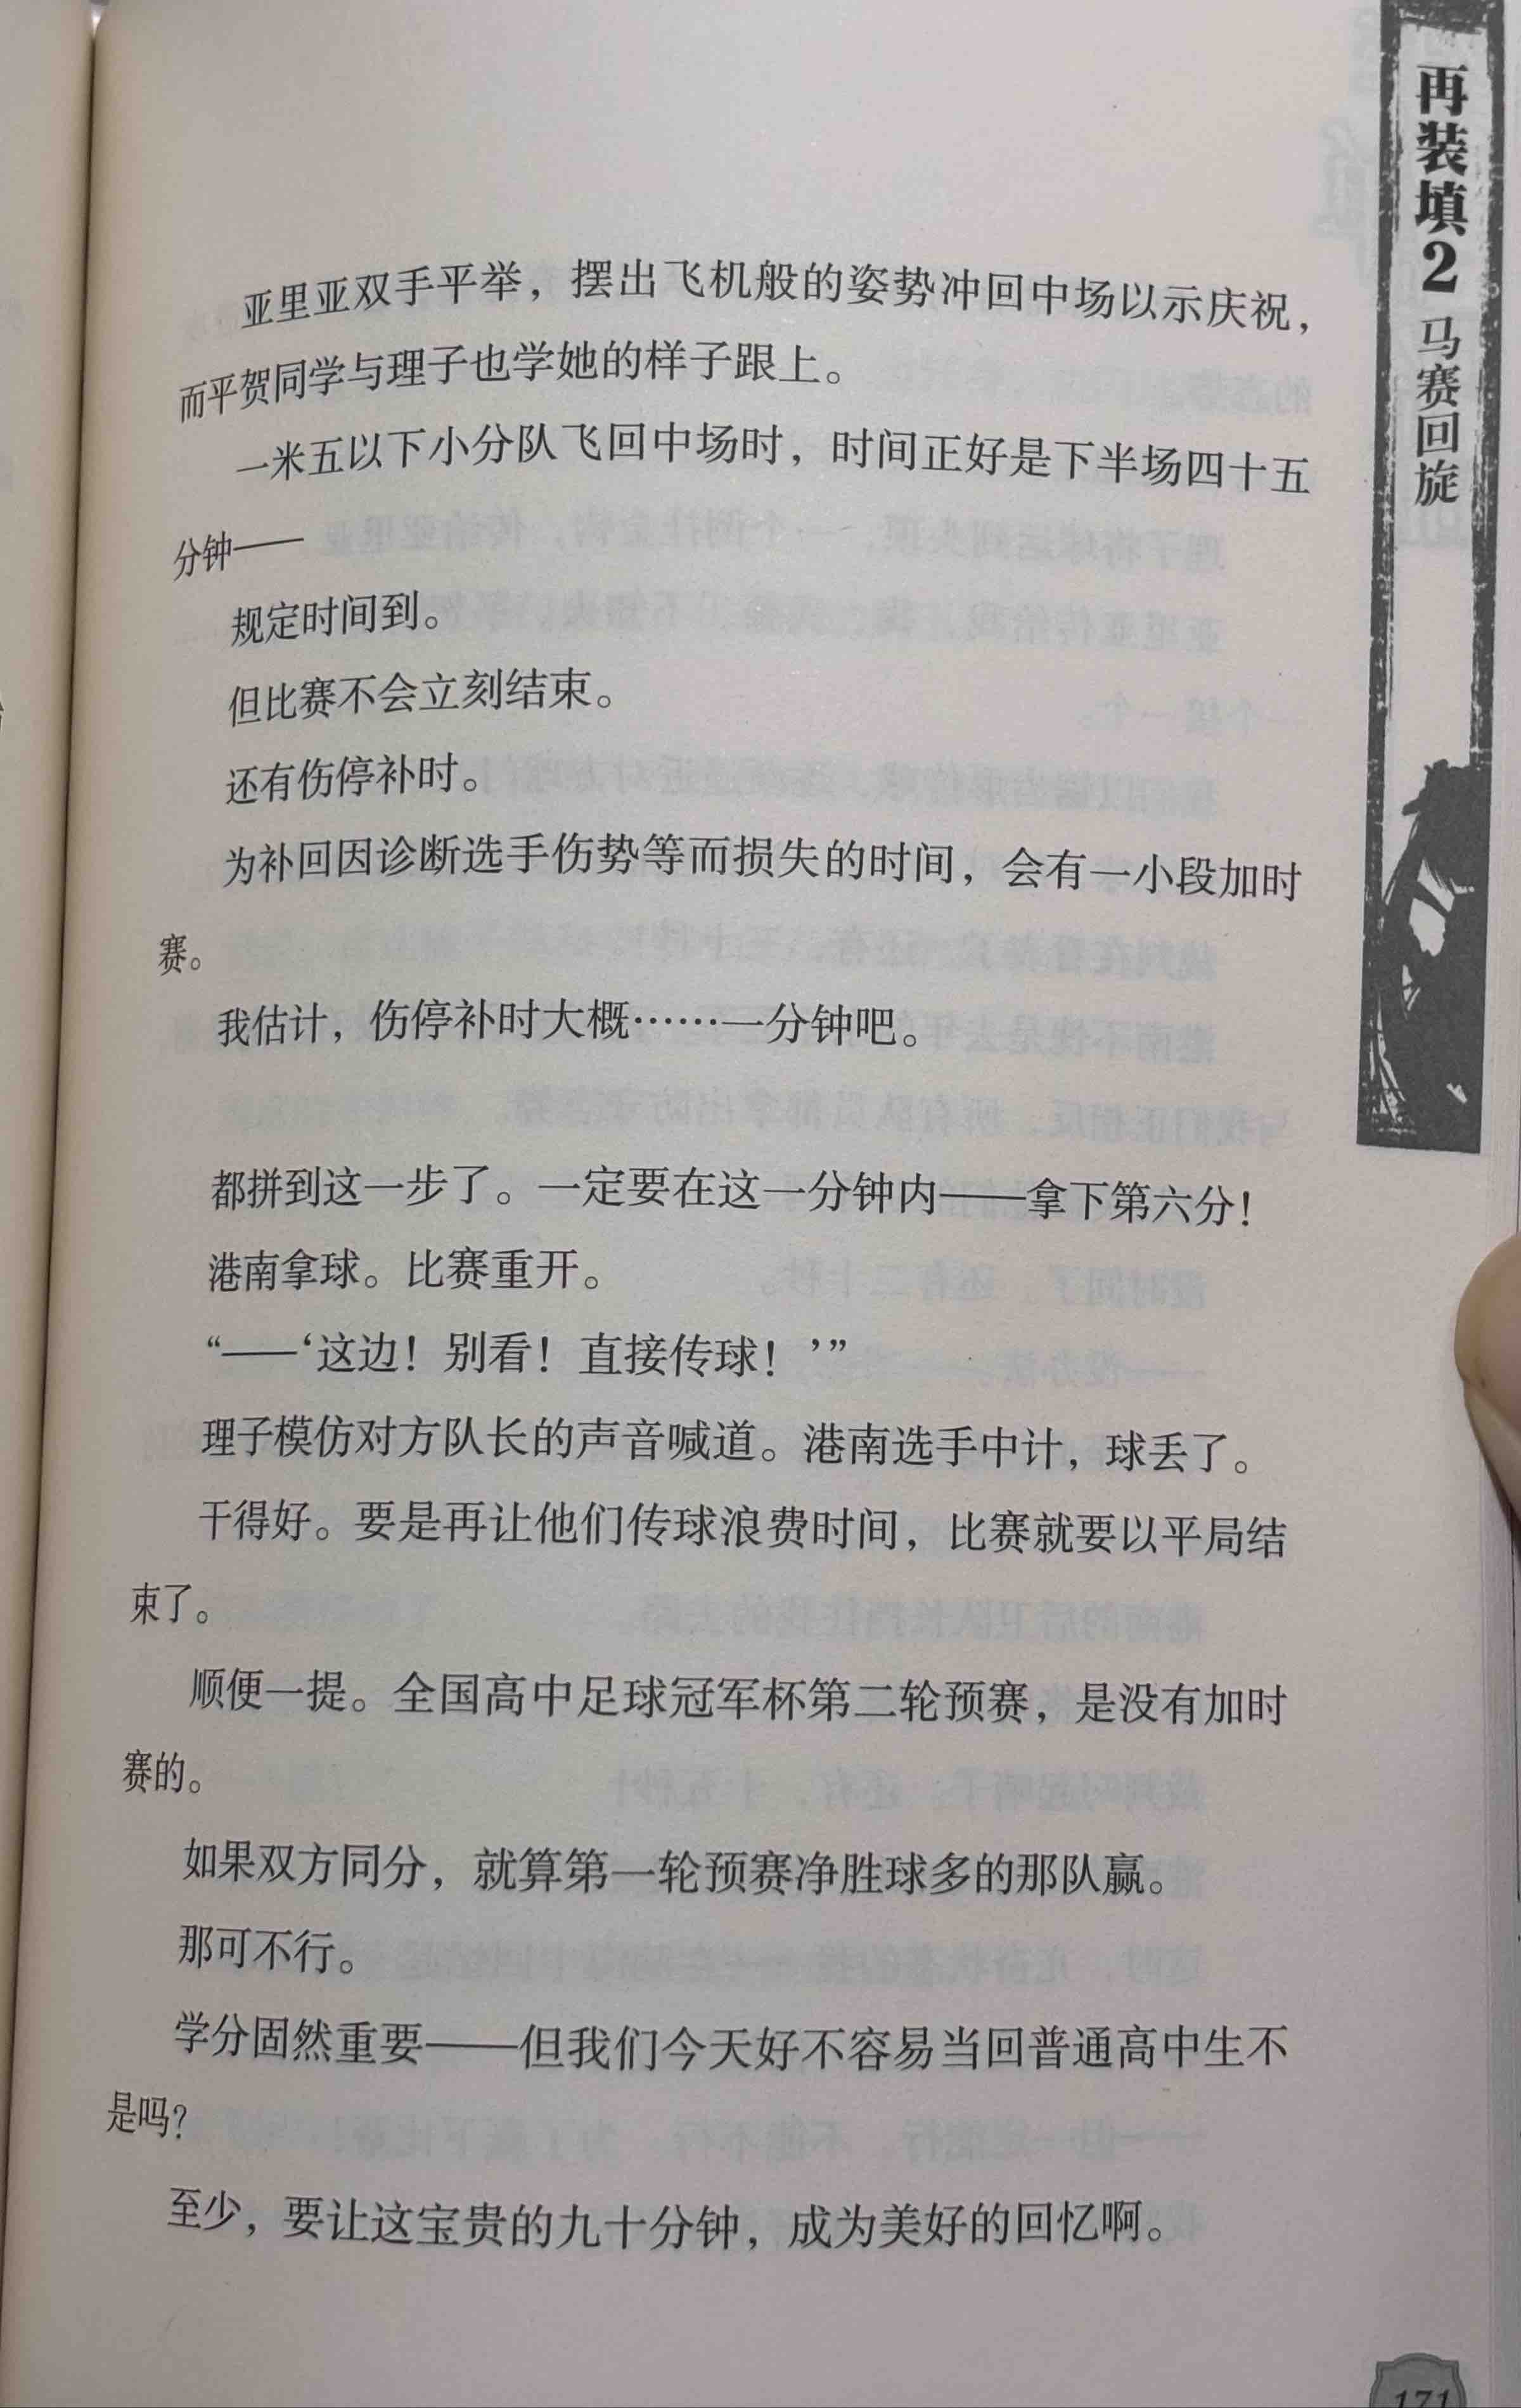 再装填2 马赛回旋
亚里亚双手平举，摆出飞机般的姿势冲回中场以示庆祝，
而平贺同学与理子也学她的样子跟上。
一米五以下小分队飞回中场时，时间正好是下半场四十五
分钟——
规定时间到。
但比赛不会立刻结束。
还有伤停补时。
为补回因诊断选手伤势等而损失的时间，会有一小段加时
赛。
我估计，伤停补时大概……一分钟吧。
都拼到这一步了。一定要在这一分钟内——拿下第六分！
港南拿球。比赛重开。
“——‘这边！别看！直接传球！’”
理子模仿对方队长的声音喊道。港南选手中计，球丢了。
干得好。要是再让他们传球浪费时间，比赛就要以平局结
束了。
顺便一提。全国高中足球冠军杯第二轮预赛，是没有加时
赛的。
如果双方同分，就算第一轮预赛净胜球多的那队赢。
那可不行。
学分固然重要——但我们今天好不容易当回普通高中生不
是吗？
至少，要让这宝贵的九十分钟，成为美好的回忆啊。
171